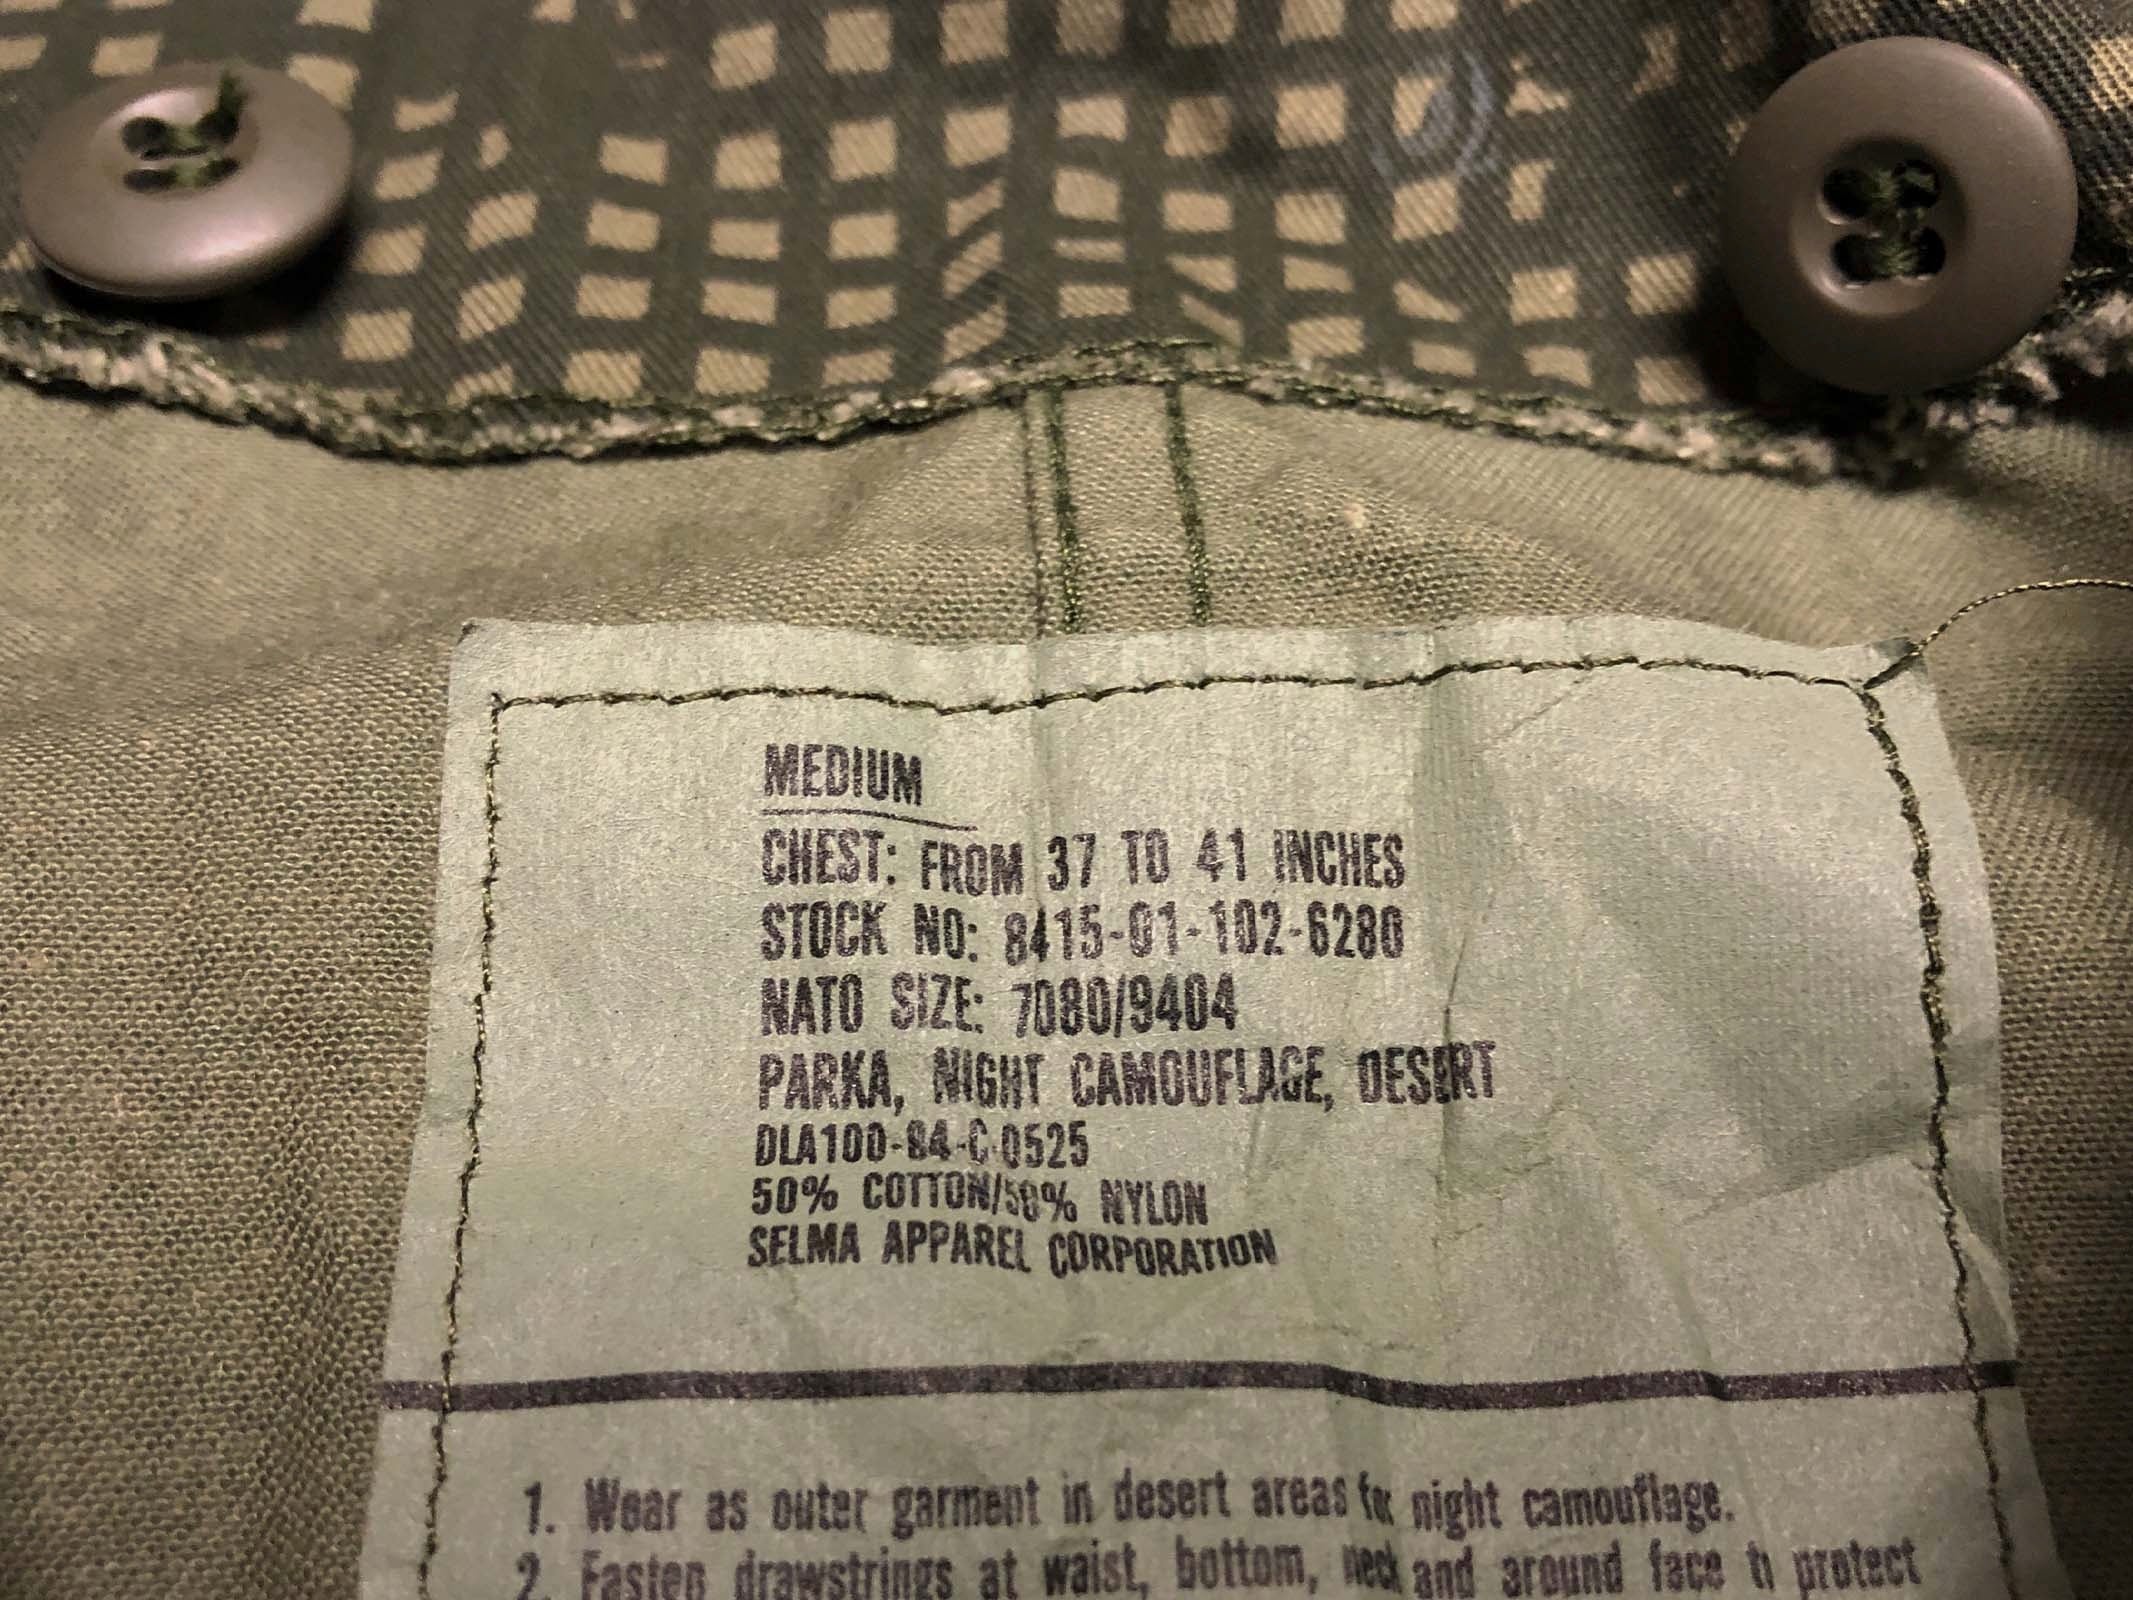 MEDIUM
CHEST: FROM 37 TO 41 INCHES
STOCK NO: 8415-01-102-6280
NATO SIZE: 7080/9404
PARKA, NIGHT CAMOUFLAGE, DESERT
DLA100-84-C-0525
50% COTTON/50% NYLON
SELMA APPAREL CORPORATION
1. Wear as outer garment in desert areas for night camouflage.
2. Fasten drawstrings at waist, bottom, neck and around face to protect